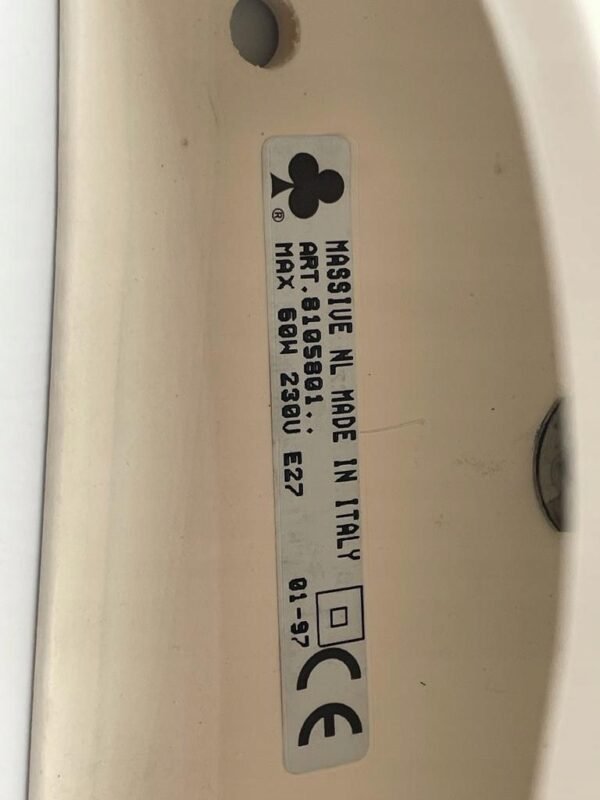 ®
MASSIVE NL MADE IN ITALY
ART.8105801..
MAX 60W 230V E27
01-97
CE